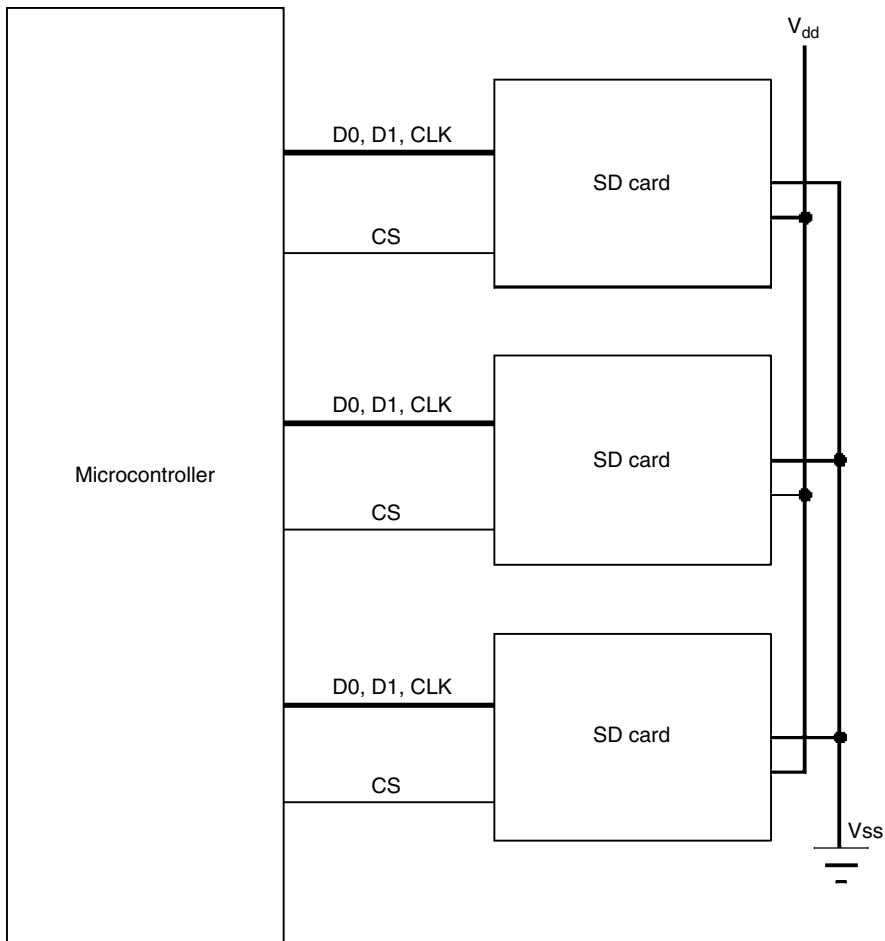 V_dd
D0, D1, CLK
SD card
CS
D0, D1, CLK
SD card
Microcontroller
CS
D0, D1, CLK
SD card
CS
Vss